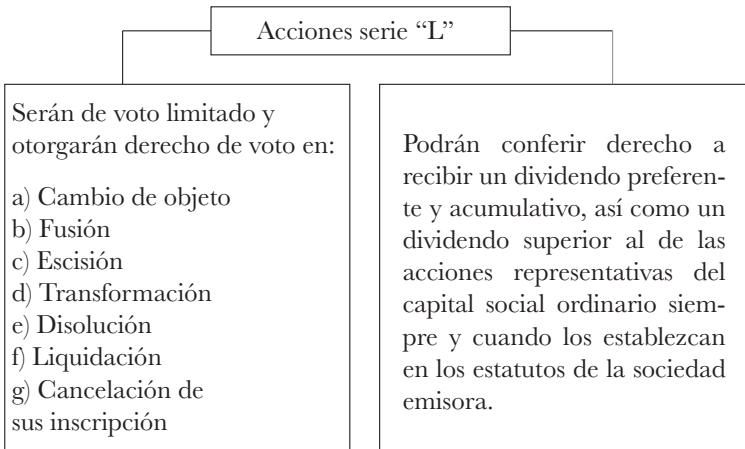 Acciones serie “L”
Serán de voto limitado y
otorgarán derecho de voto en:
a) Cambio de objeto
b) Fusión
c) Escisión
d) Transformación
e) Disolución
f) Liquidación
g) Cancelación de
sus inscripción
Podrán conferir derecho a
recibir un dividendo preferen-
te y acumulativo, así como un
dividendo superior al de las
acciones representativas del
capital social ordinario siem-
pre y cuando los establezcan
en los estatutos de la sociedad
emisora.